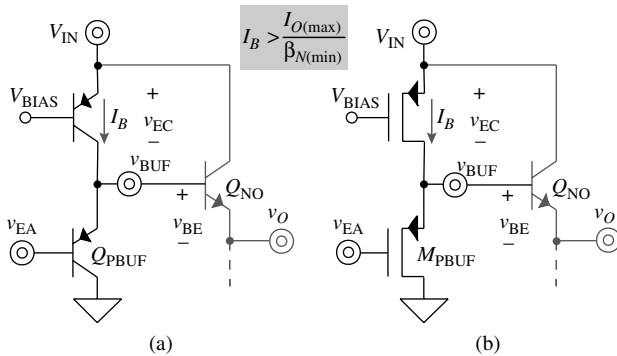 V_IN
I_B > I_O(max) / β_N(min)
V_IN
V_BIAS
+
I_B
v_EC
−
v_BUF
+
Q_NO
v_BE
−
v_EA
Q_PBUF
v_O
(a)
V_BIAS
+
I_B
v_EC
−
v_BUF
+
Q_NO
v_BE
−
v_EA
M_PBUF
v_O
(b)